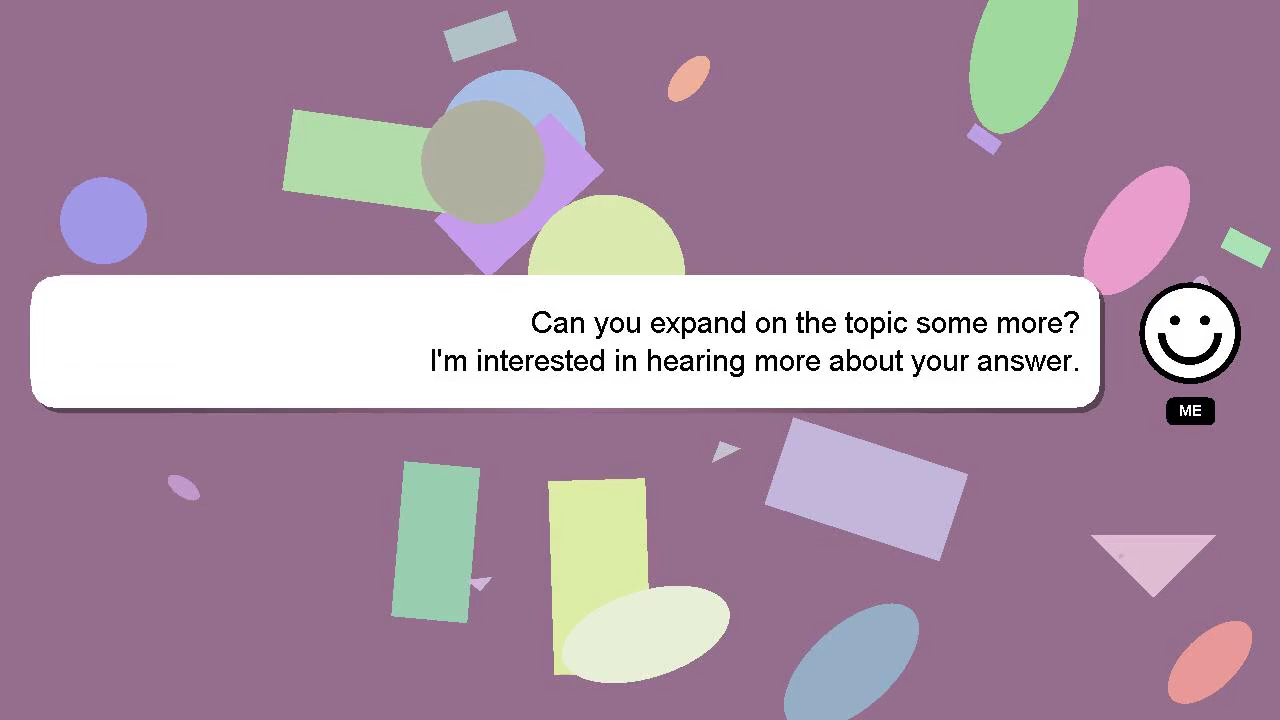 Can you expand on the topic some more?
I'm interested in hearing more about your answer.
ME